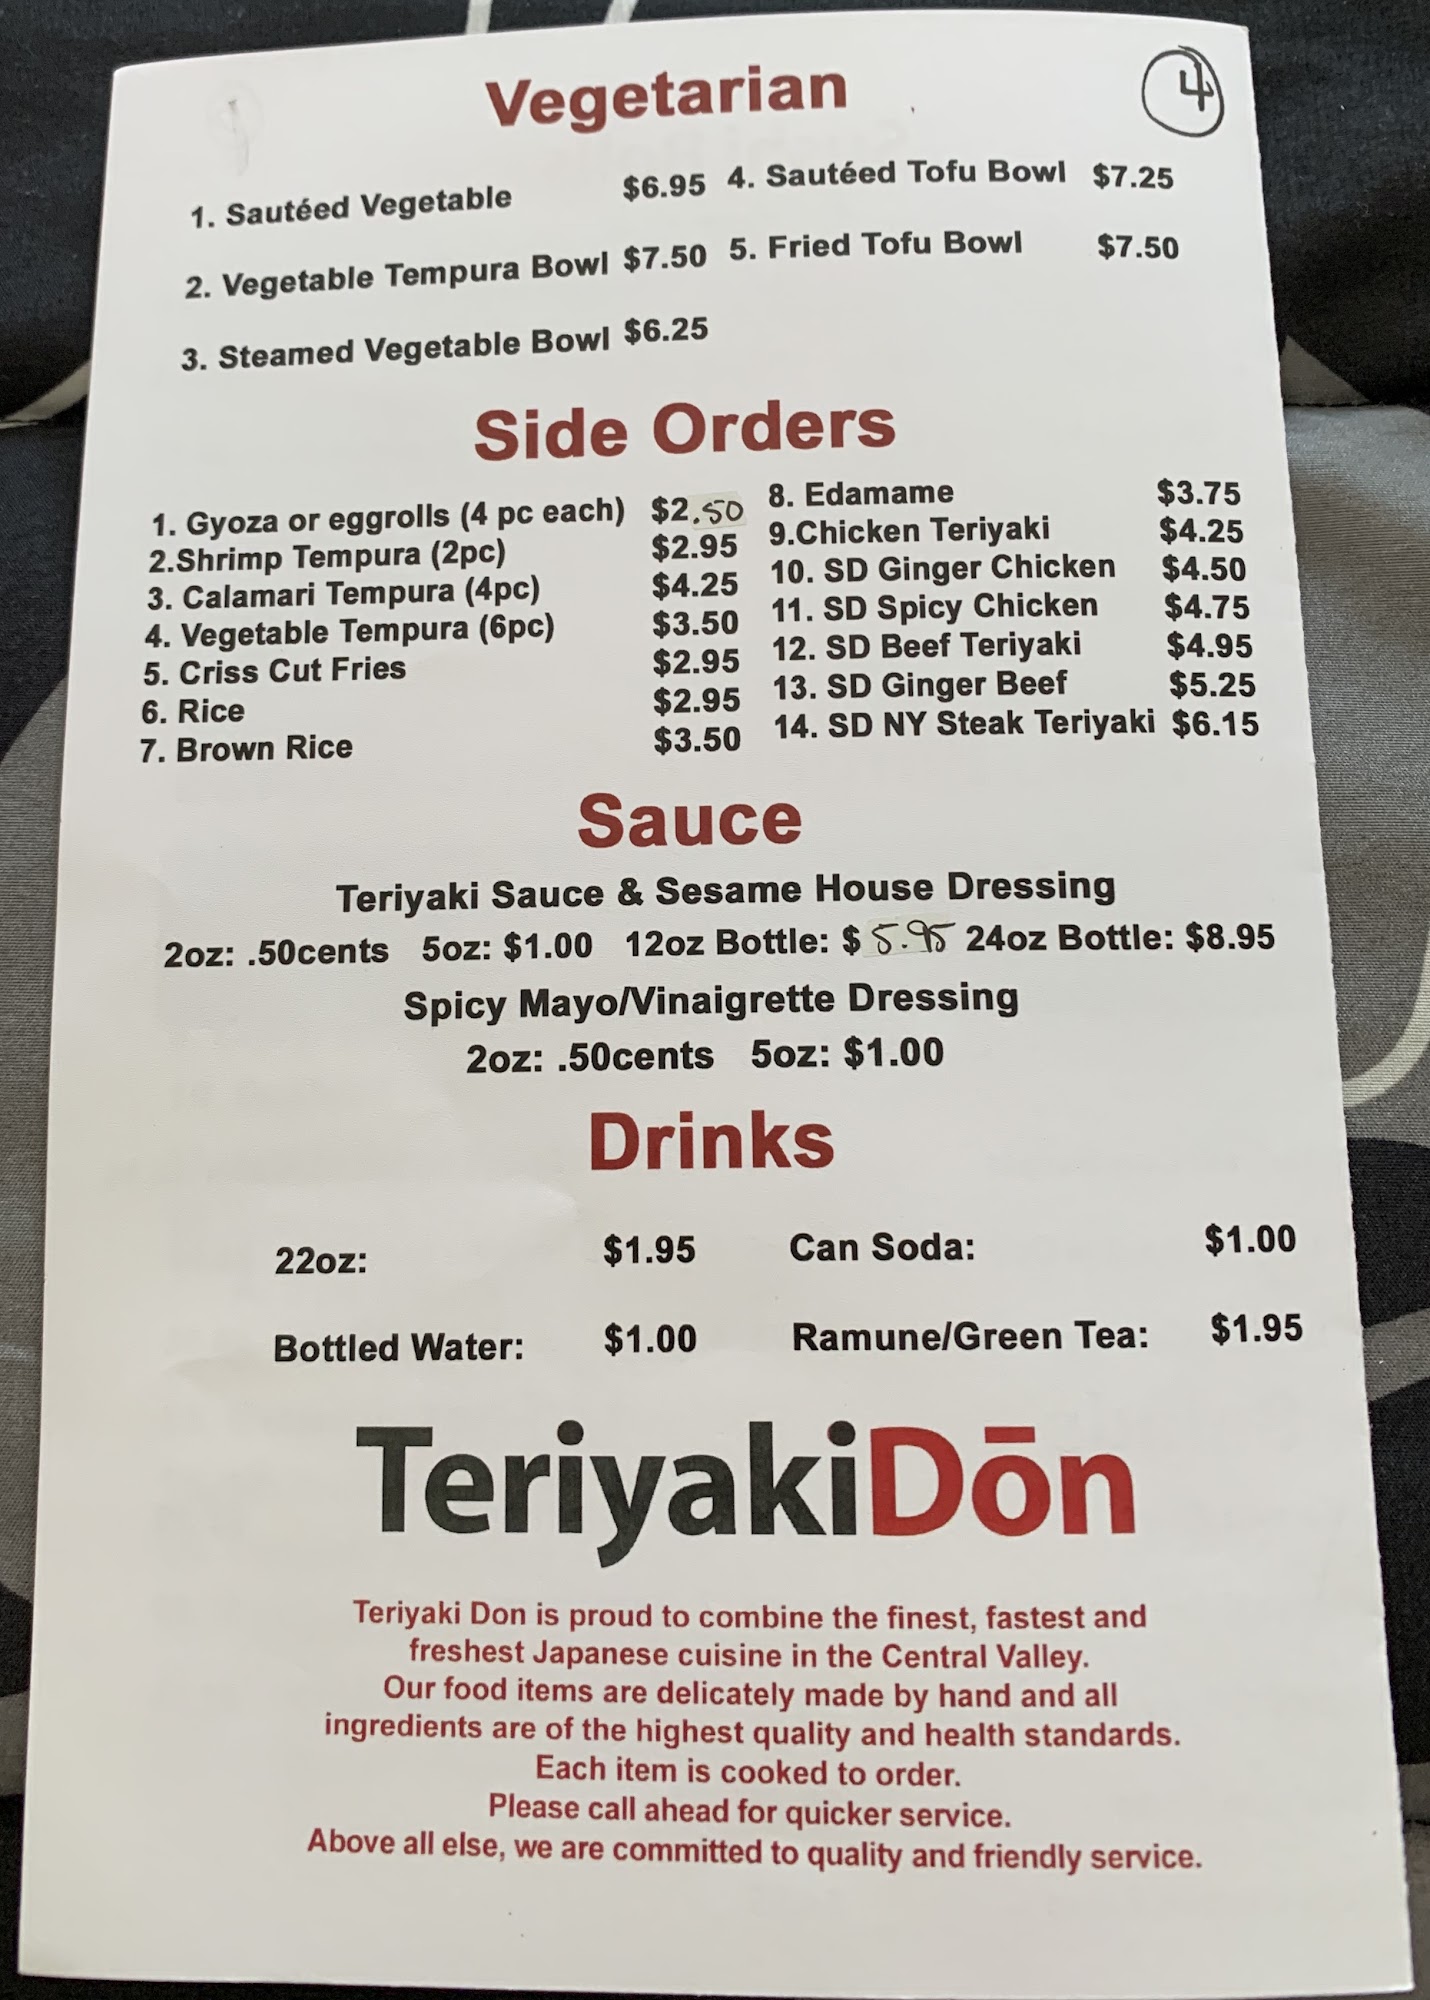 4
Vegetarian
1. Sautéed Vegetable $6.95 4. Sautéed Tofu Bowl $7.25
2. Vegetable Tempura Bowl $7.50 5. Fried Tofu Bowl $7.50
3. Steamed Vegetable Bowl $6.25
Side Orders
1. Gyoza or eggrolls (4 pc each) $2.50
2.Shrimp Tempura (2pc) $2.95
3. Calamari Tempura (4pc) $4.25
4. Vegetable Tempura (6pc) $3.50
5. Criss Cut Fries $2.95
6. Rice $2.95
7. Brown Rice $3.50
8. Edamame $3.75
9.Chicken Teriyaki $4.25
10. SD Ginger Chicken $4.50
11. SD Spicy Chicken $4.75
12. SD Beef Teriyaki $4.95
13. SD Ginger Beef $5.25
14. SD NY Steak Teriyaki $6.15
Sauce
Teriyaki Sauce & Sesame House Dressing
2oz: .50cents 5oz: $1.00 12oz Bottle: $5.95 24oz Bottle: $8.95
Spicy Mayo/Vinaigrette Dressing
2oz: .50cents 5oz: $1.00
Drinks
22oz: $1.95 Can Soda: $1.00
Bottled Water: $1.00 Ramune/Green Tea: $1.95
TeriyakiDōn
Teriyaki Don is proud to combine the finest, fastest and
freshest Japanese cuisine in the Central Valley.
Our food items are delicately made by hand and all
ingredients are of the highest quality and health standards.
Each item is cooked to order.
Please call ahead for quicker service.
Above all else, we are committed to quality and friendly service.